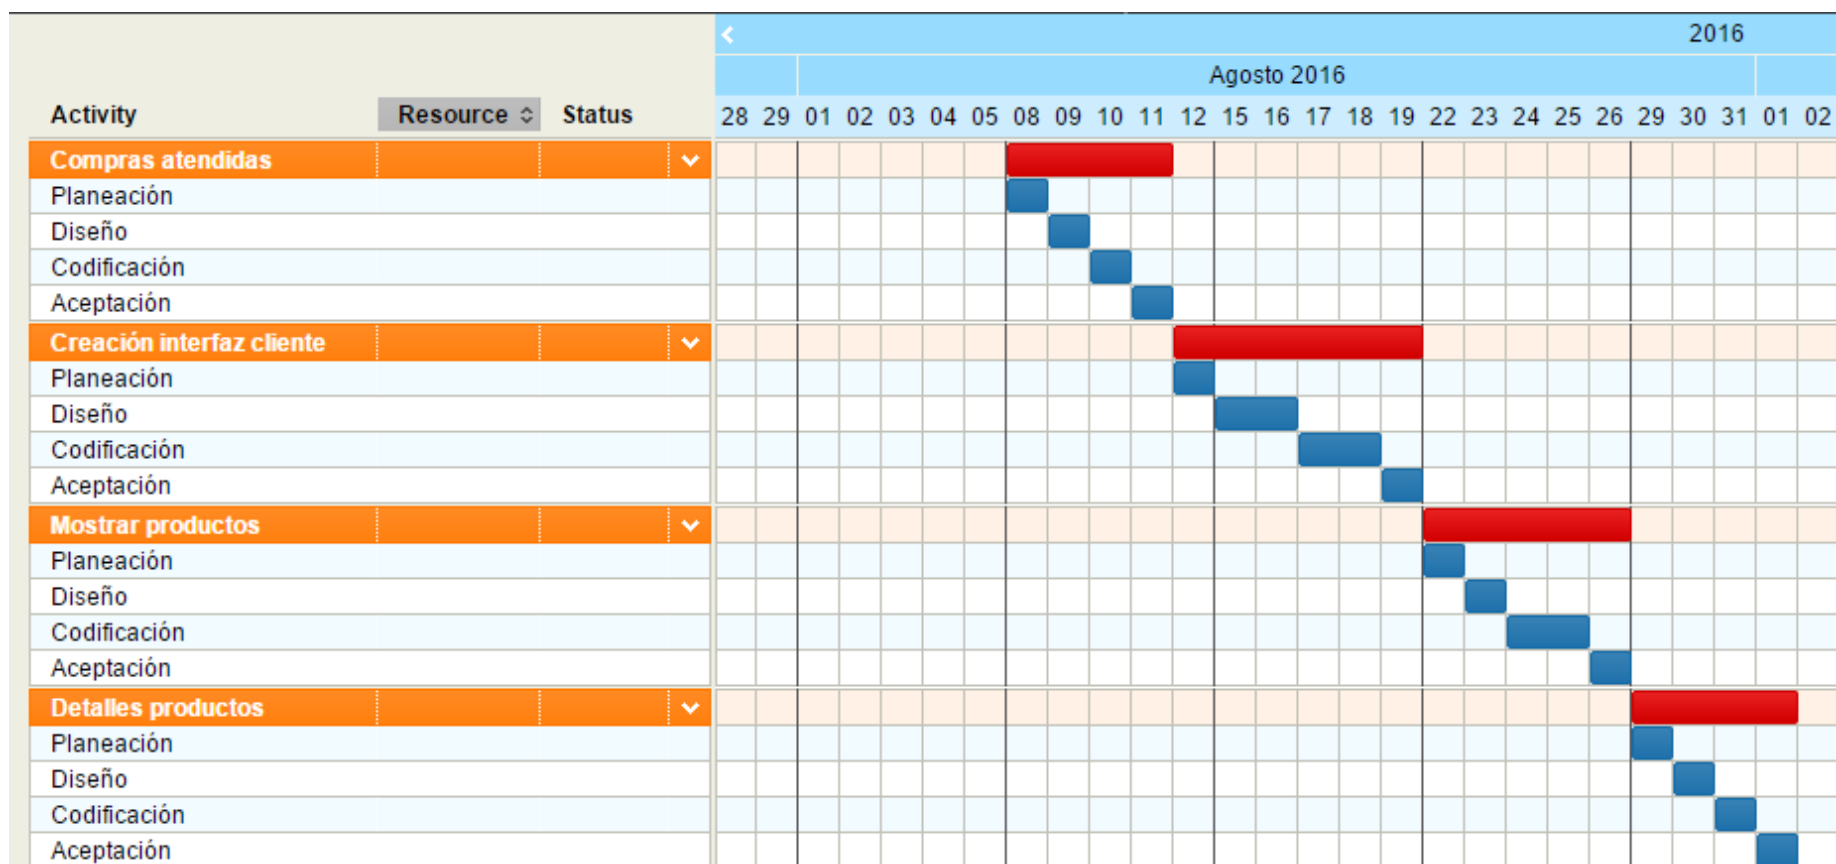 2016
Agosto 2016
Activity Resource Status 28 29 01 02 03 04 05 08 09 10 11 12 15 16 17 18 19 22 23 24 25 26 29 30 31 01 02
Compras atendidas
Planeación
Diseño
Codificación
Aceptación
Creación interfaz cliente
Planeación
Diseño
Codificación
Aceptación
Mostrar productos
Planeación
Diseño
Codificación
Aceptación
Detalles productos
Planeación
Diseño
Codificación
Aceptación